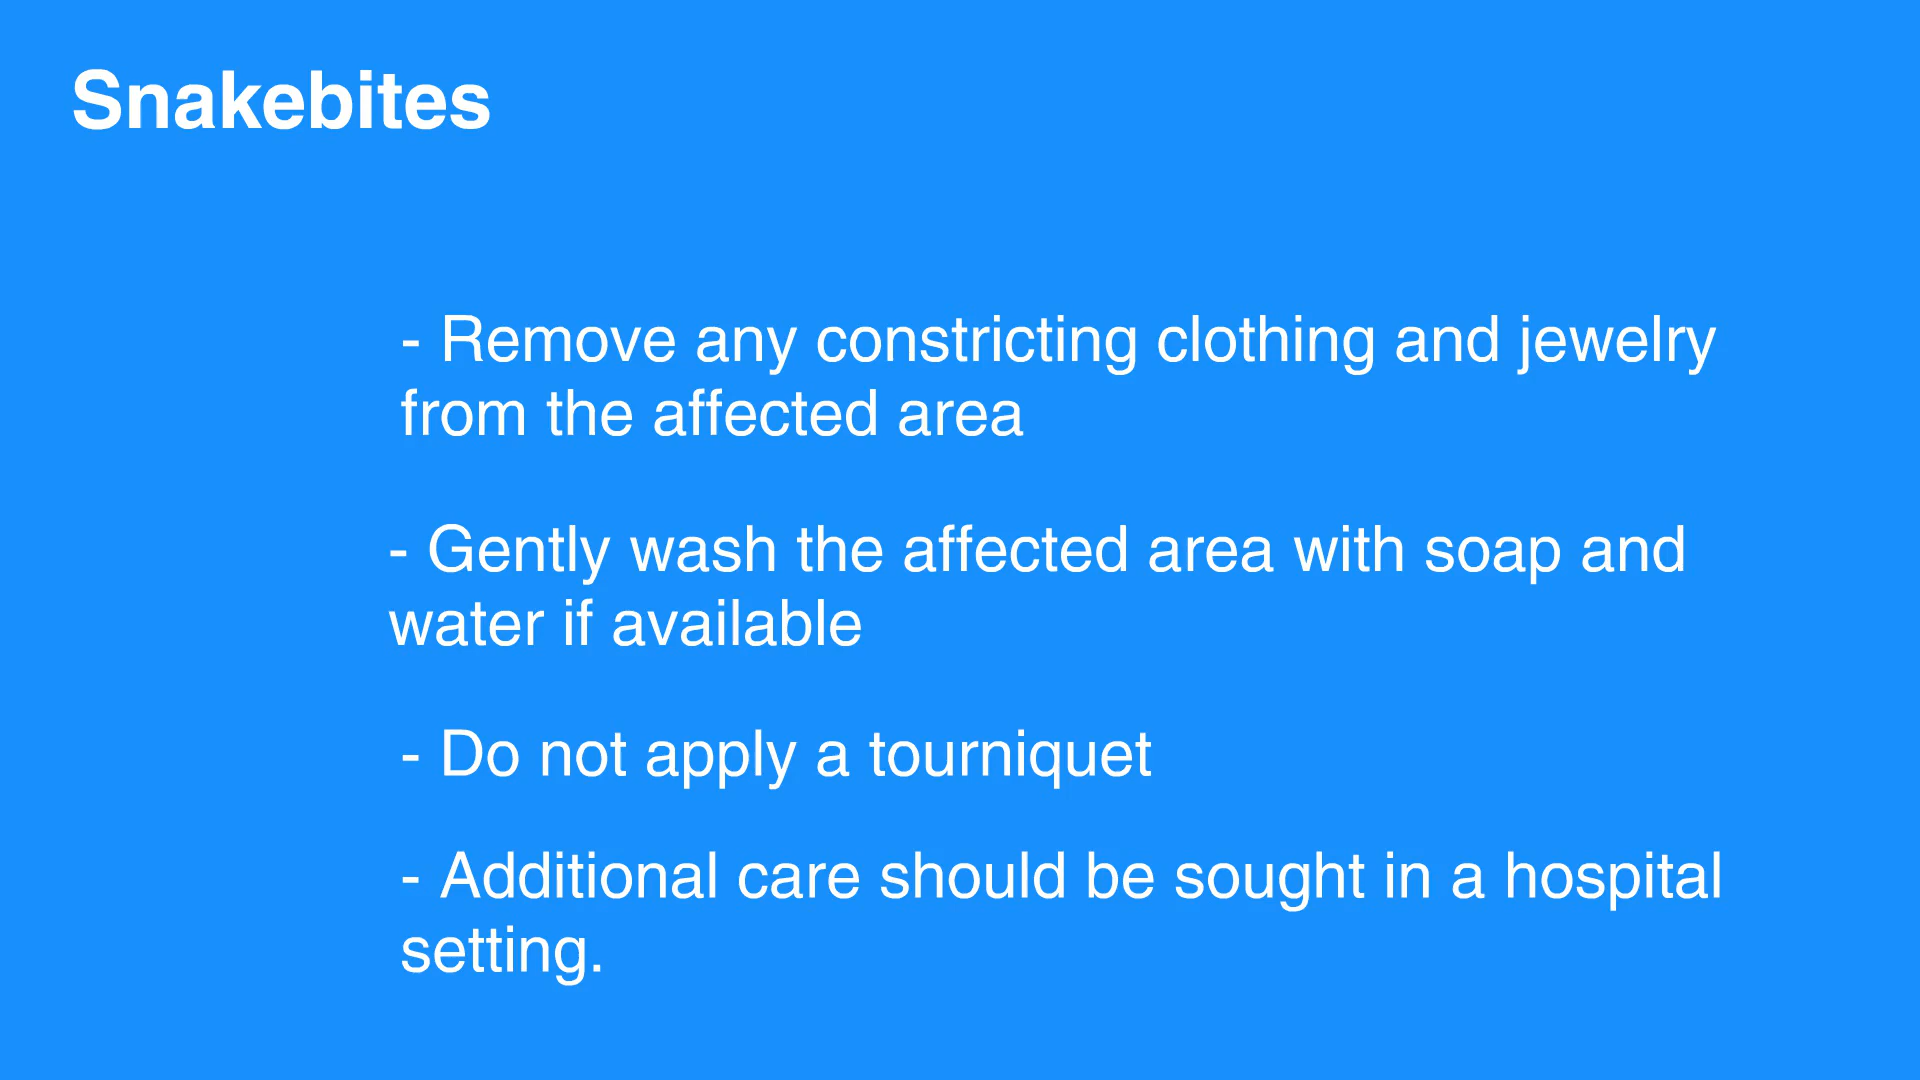 Snakebites
- Remove any constricting clothing and jewelry
from the affected area
- Gently wash the affected area with soap and
water if available
- Do not apply a tourniquet
- Additional care should be sought in a hospital
setting.